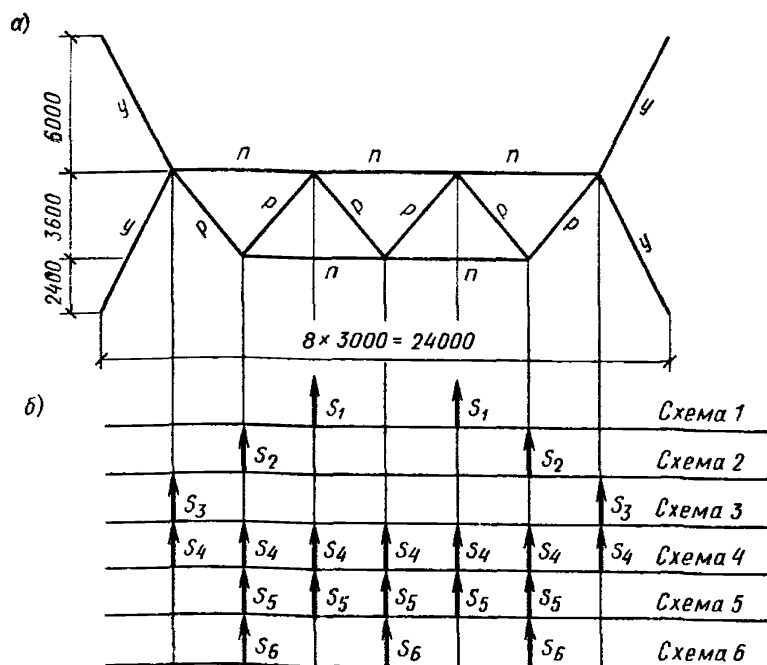 а)
6000
3600
2400
у
у
у
у
п п п
р р р р р р
п п
8 × 3000 = 24000
б)
S1 S1 Схема 1
S2 S2 Схема 2
S3 S3 Схема 3
S4 S4 S4 S4 S4 S4 S4 Схема 4
S5 S5 S5 S5 S5 Схема 5
S6 S6 S6 Схема 6